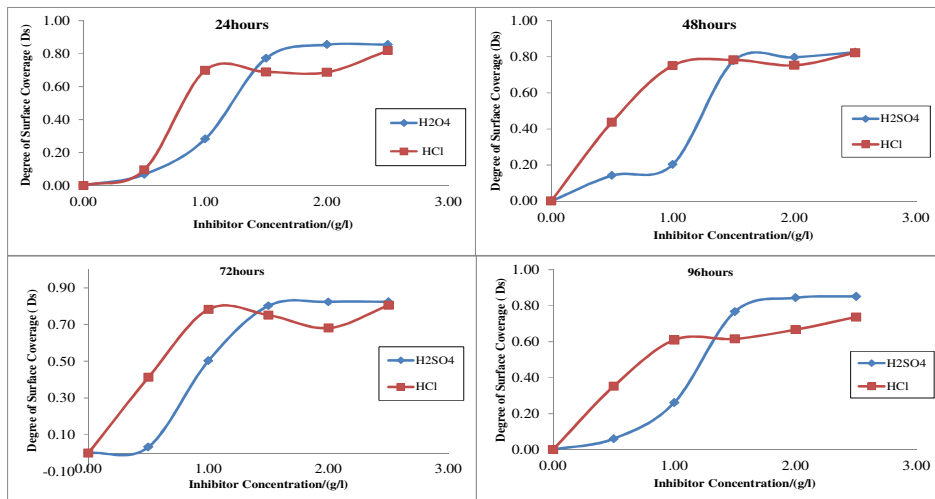 24hours
Degree of Surface Coverage (Ds)
1.00
0.80
0.60
0.40
0.20
0.00
0.00 1.00 2.00 3.00
Inhibitor Concentration/(g/l)
H2O4
HCl
48hours
Degree of Surface Coverage (Ds)
1.00
0.80
0.60
0.40
0.20
0.00
0.00 1.00 2.00 3.00
Inhibitor Concentration/(g/l)
H2SO4
HCl
72hours
Degree of Surface Coverage ( Ds)
0.90
0.70
0.50
0.30
0.10
-0.10
0.00 1.00 2.00 3.00
Inhibitor Concentration/(g/l)
H2SO4
HCl
96hours
Degree of Surface Coverage ( Ds)
1.00
0.80
0.60
0.40
0.20
0.00
0.00 1.00 2.00 3.00
Inhibitor Concentration/(g/l)
H2SO4
HCl